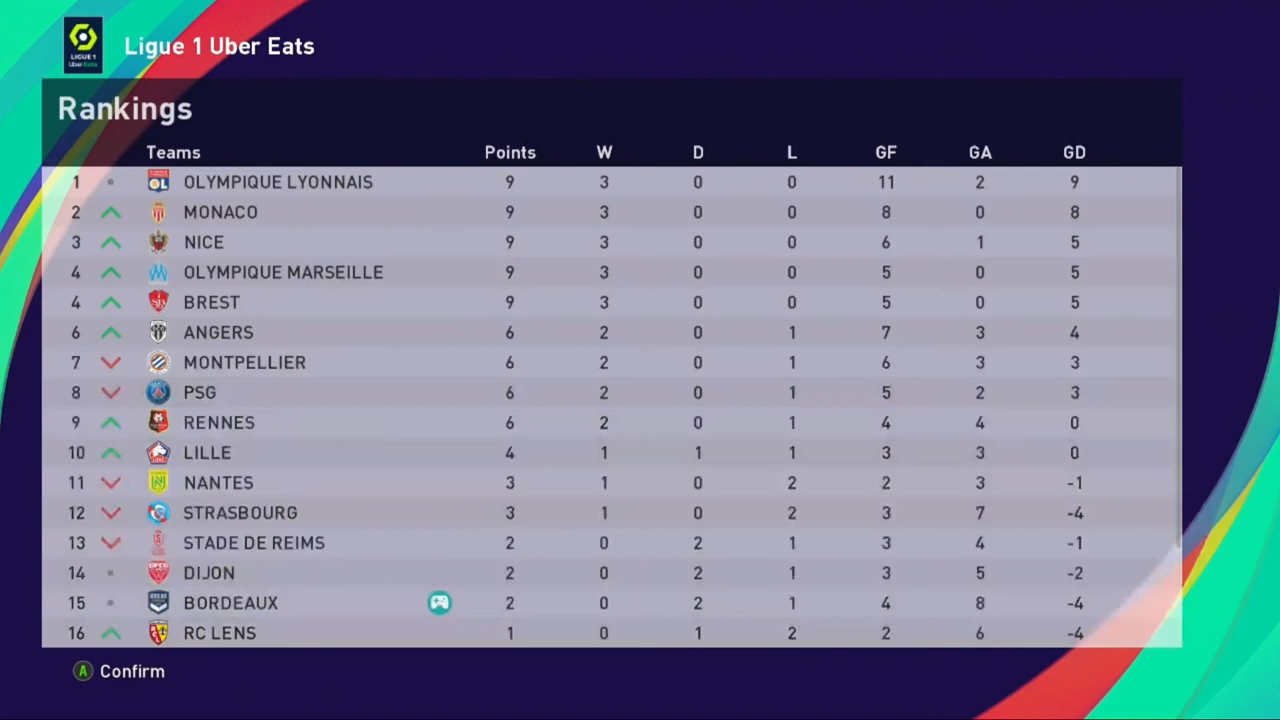 LIGUE 1
Uber Eats
Ligue 1 Uber Eats
Rankings
Teams Points W D L GF GA GD
1 OLYMPIQUE LYONNAIS 9 3 0 0 11 2 9
2 MONACO 9 3 0 0 8 0 8
3 NICE 9 3 0 0 6 1 5
4 OLYMPIQUE MARSEILLE 9 3 0 0 5 0 5
4 BREST 9 3 0 0 5 0 5
6 ANGERS 6 2 0 1 7 3 4
7 MONTPELLIER 6 2 0 1 6 3 3
8 PSG 6 2 0 1 5 2 3
9 RENNES 6 2 0 1 4 4 0
10 LILLE 4 1 1 1 3 3 0
11 NANTES 3 1 0 2 2 3 -1
12 STRASBOURG 3 1 0 2 3 7 -4
13 STADE DE REIMS 2 0 2 1 3 4 -1
14 DIJON 2 0 2 1 3 5 -2
15 BORDEAUX 2 0 2 1 4 8 -4
16 RC LENS 1 0 1 2 2 6 -4
A Confirm